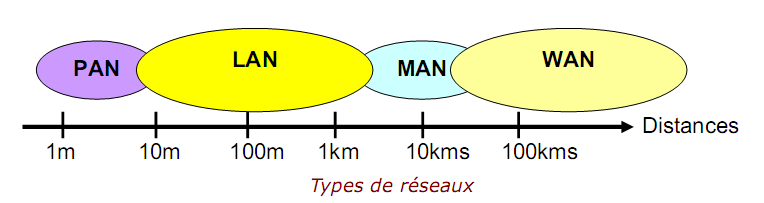 PAN LAN MAN WAN
Distances
1m 10m 100m 1km 10kms 100kms
Types de réseaux